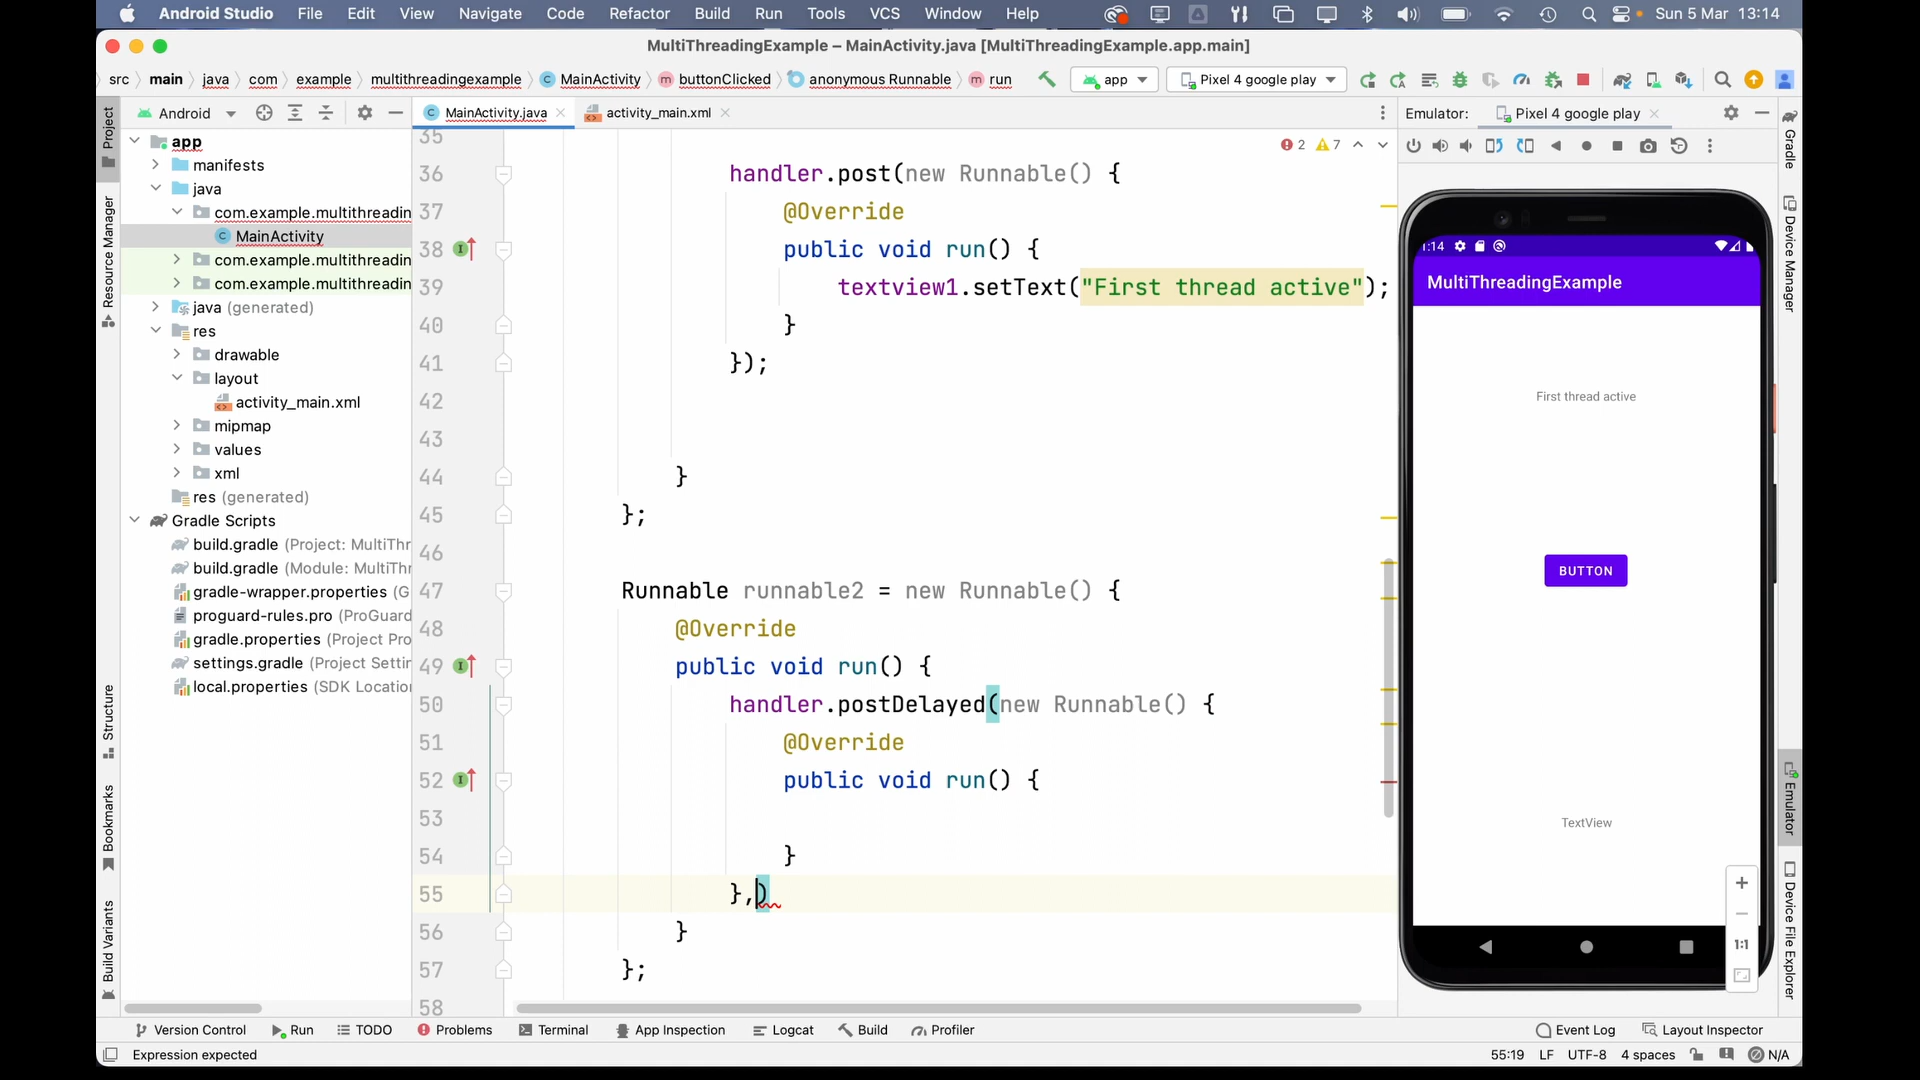 Android Studio File Edit View Navigate Code Refactor Build Run Tools VCS Window Help Sun 5 Mar 13:14
MultiThreadingExample – MainActivity.java [MultiThreadingExample.app.main]
src main java com example multithreadingexample MainActivity buttonClicked anonymous Runnable run app Pixel 4 google play
Android MainActivity.java activity_main.xml Emulator: Pixel 4 google play
Project
Resource Manager
Structure
Bookmarks
Build Variants
app
manifests
java
com.example.multithreadin
MainActivity
com.example.multithreadin
com.example.multithreadin
java (generated)
res
drawable
layout
activity_main.xml
mipmap
values
xml
res (generated)
Gradle Scripts
build.gradle (Project: MultiThr
build.gradle (Module: MultiThr
gradle-wrapper.properties (G
proguard-rules.pro (ProGuard
gradle.properties (Project Pro
settings.gradle (Project Settir
local.properties (SDK Locatior
2 7
35
36 handler.post(new Runnable() {
37 @Override
38 public void run() {
39 textview1.setText("First thread active");
40 }
41 });
42
43
44 }
45 };
46
47 Runnable runnable2 = new Runnable() {
48 @Override
49 public void run() {
50 handler.postDelayed(new Runnable() {
51 @Override
52 public void run() {
53
54 }
55 },)
56 }
57 };
58
1:14
MultiThreadingExample
First thread active
BUTTON
TextView
1:1
Gradle
Device Manager
Emulator
Device File Explorer
Version Control Run TODO Problems Terminal App Inspection Logcat Build Profiler Event Log Layout Inspector
Expression expected 55:19 LF UTF-8 4 spaces N/A